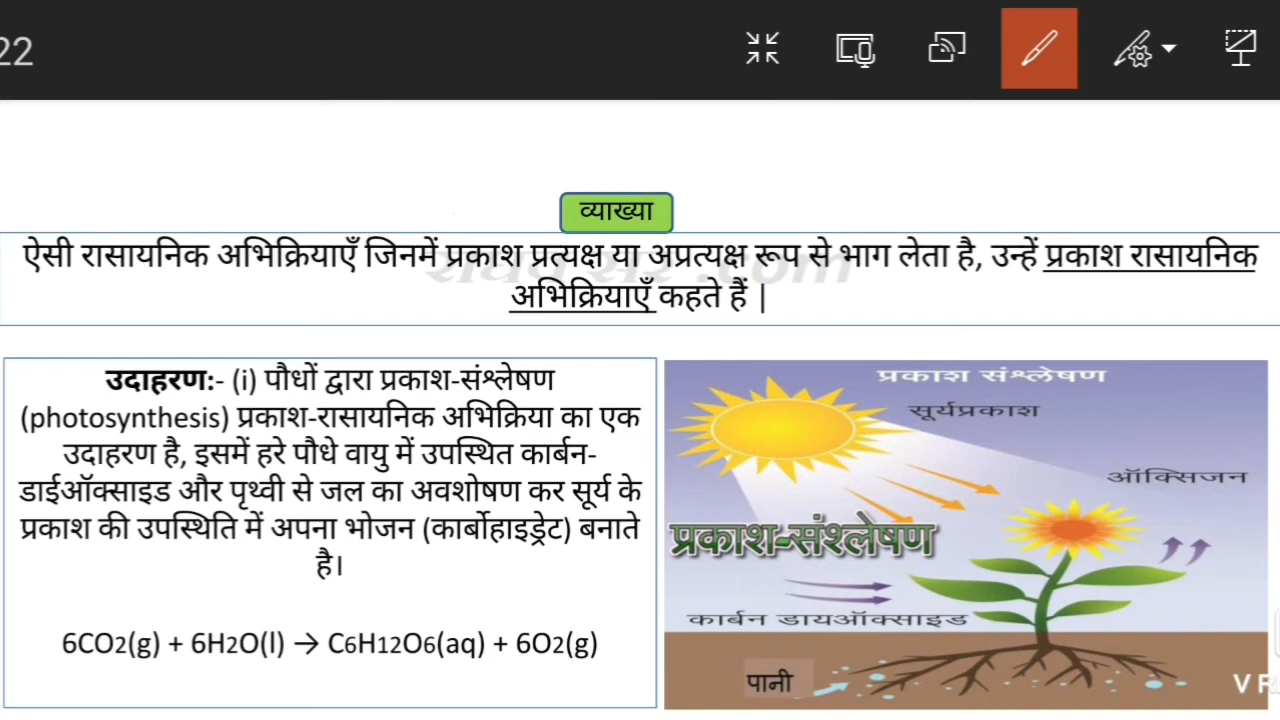 22
व्याख्या
ऐसी रासायनिक अभिक्रियाएँ जिनमें प्रकाश प्रत्यक्ष या अप्रत्यक्ष रूप से भाग लेता है, उन्हें प्रकाश रासायनिक
अभिक्रियाएँ कहते हैं |
उदाहरण:- (i) पौधों द्वारा प्रकाश-संश्लेषण
(photosynthesis) प्रकाश-रासायनिक अभिक्रिया का एक
उदाहरण है, इसमें हरे पौधे वायु में उपस्थित कार्बन-
डाईऑक्साइड और पृथ्वी से जल का अवशोषण कर सूर्य के
प्रकाश की उपस्थिति में अपना भोजन (कार्बोहाइड्रेट) बनाते
है।
6CO2(g) + 6H2O(l) → C6H12O6(aq) + 6O2(g)
प्रकाश संश्लेषण
सूर्यप्रकाश
ऑक्सिजन
प्रकाश-संश्लेषण
कार्बन डायऑक्साइड
पानी
V R